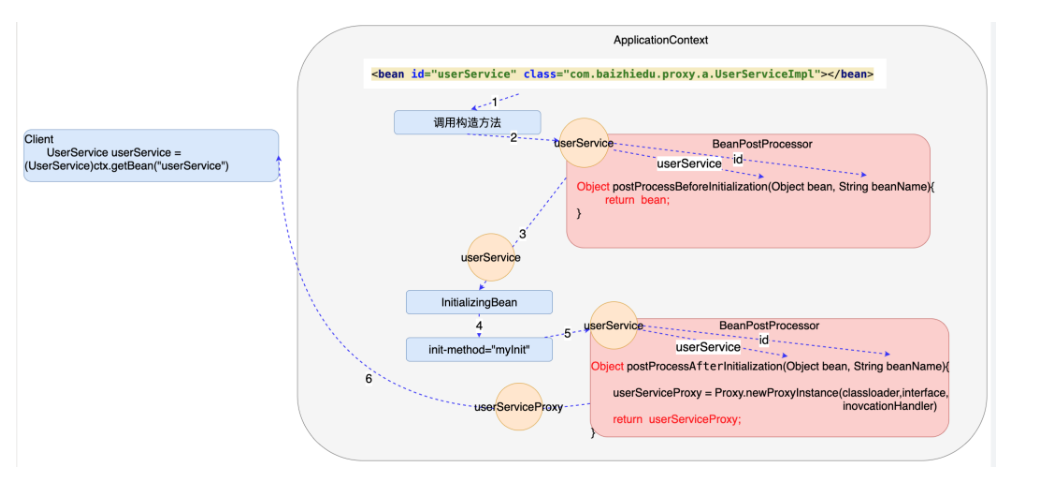 ApplicationContext
<bean id="userService" class="com.baizhiedu.proxy.a.UserServiceImpl"></bean>
1
调用构造方法
2
Client
UserService userService =
(UserService)ctx.getBean("userService")
userService
BeanPostProcessor
userService
id
Object postProcessBeforeInitialization(Object bean, String beanName){
return bean;
}
3
userService
InitializingBean
4
init-method="myInit"
5
userService
BeanPostProcessor
userService
id
Object postProcessAfterInitialization(Object bean, String beanName){
userServiceProxy = Proxy.newProxyInstance(classloader,interface,
inovcationHandler)
return userServiceProxy;
}
6
userServiceProxy